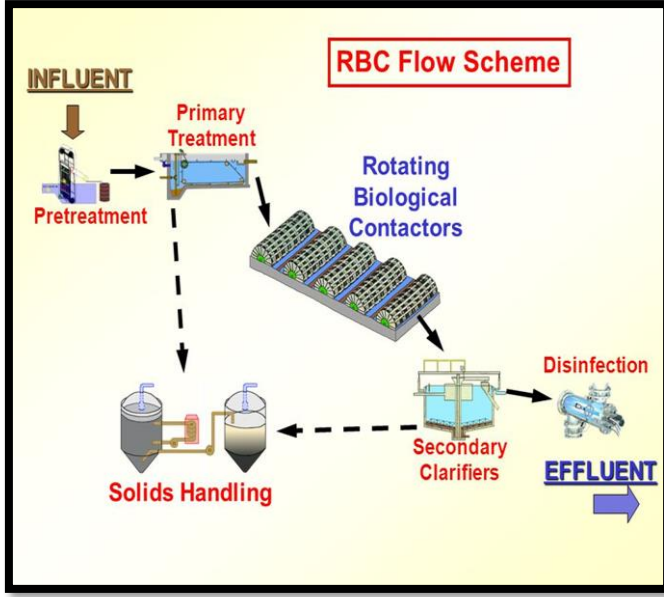 RBC Flow Scheme
INFLUENT
Primary
Treatment
Pretreatment
Rotating
Biological
Contactors
Disinfection
Secondary
Clarifiers
Solids Handling
EFFLUENT